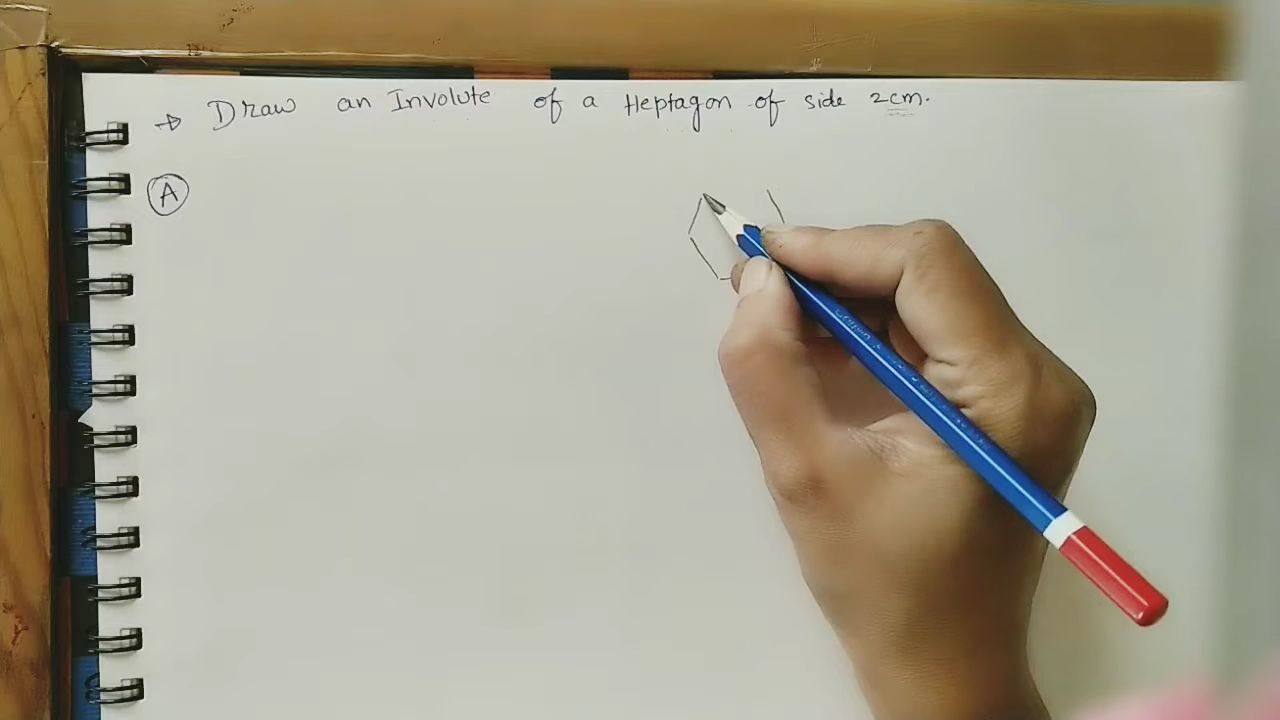 → Draw an Involute of a Heptagon of side 2cm.
A